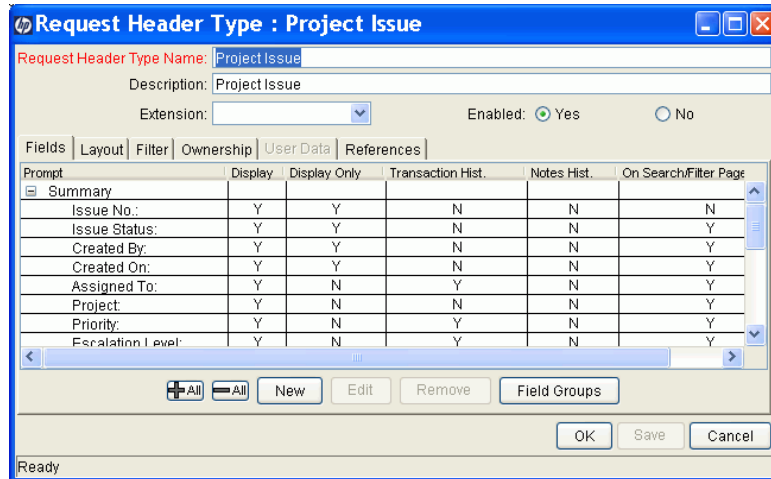 hp Request Header Type : Project Issue
Request Header Type Name: Project Issue
Description: Project Issue
Extension: Enabled: Yes No
Fields Layout Filter Ownership User Data References
Prompt Display Display Only Transaction Hist. Notes Hist. On Search/Filter Page
Summary
Issue No.: Y Y N N N
Issue Status: Y Y N N Y
Created By: Y Y N N Y
Created On: Y Y N N Y
Assigned To: Y N Y N Y
Project: Y N N N Y
Priority: Y N Y N Y
Escalation Level: Y N Y N Y
All All New Edit Remove Field Groups
OK Save Cancel
Ready